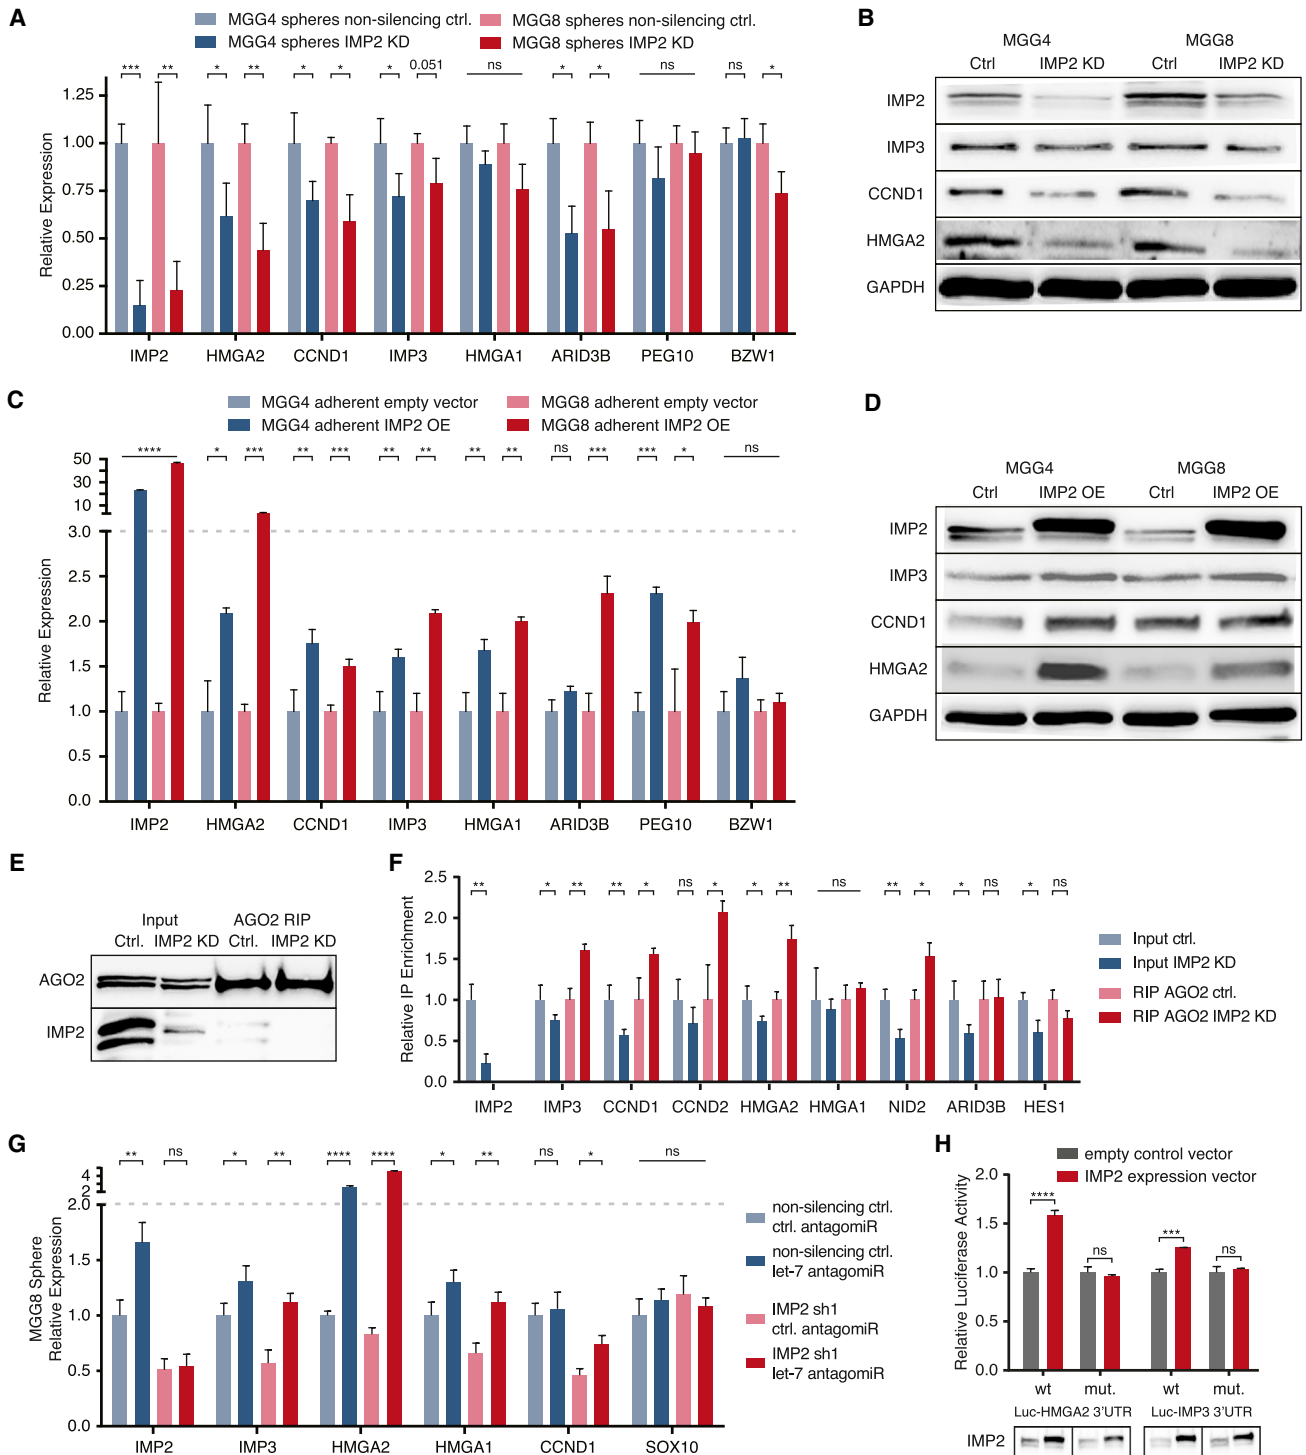 A
MGG4 spheres non-silencing ctrl.
MGG8 spheres non-silencing ctrl.
MGG4 spheres IMP2 KD
MGG8 spheres IMP2 KD
*** ** * ** * * * 0.051 ns * * ns ns *
Relative Expression
1.25
1.00
0.75
0.50
0.25
0.00
IMP2 HMGA2 CCND1 IMP3 HMGA1 ARID3B PEG10 BZW1
B
MGG4 MGG8
Ctrl IMP2 KD Ctrl IMP2 KD
IMP2
IMP3
CCND1
HMGA2
GAPDH
C
MGG4 adherent empty vector
MGG8 adherent empty vector
MGG4 adherent IMP2 OE
MGG8 adherent IMP2 OE
**** * *** ** *** ** ** ** ** ns *** *** * ns
Relative Expression
50
30
10
3.0
2.0
1.5
1.0
0.5
0.0
IMP2 HMGA2 CCND1 IMP3 HMGA1 ARID3B PEG10 BZW1
D
MGG4 MGG8
Ctrl IMP2 OE Ctrl IMP2 OE
IMP2
IMP3
CCND1
HMGA2
GAPDH
E
Input AGO2 RIP
Ctrl. IMP2 KD Ctrl. IMP2 KD
AGO2
IMP2
F
** * ** ** * ns * * ** ns ** * * ns * ns
Relative IP Enrichment
2.5
2.0
1.5
1.0
0.5
0.0
IMP2 IMP3 CCND1 CCND2 HMGA2 HMGA1 NID2 ARID3B HES1
Input ctrl.
Input IMP2 KD
RIP AGO2 ctrl.
RIP AGO2 IMP2 KD
G
** ns * ** **** **** * ** ns * ns
MGG8 Sphere
Relative Expression
4
2
2.0
1.5
1.0
0.5
0.0
IMP2 IMP3 HMGA2 HMGA1 CCND1 SOX10
non-silencing ctrl.
ctrl. antagomiR
non-silencing ctrl.
let-7 antagomiR
IMP2 sh1
ctrl. antagomiR
IMP2 sh1
let-7 antagomiR
H
empty control vector
IMP2 expression vector
**** ns *** ns
Relative Luciferase Activity
2.0
1.5
1.0
0.5
0.0
wt mut. wt mut.
Luc-HMGA2 3'UTR Luc-IMP3 3'UTR
IMP2